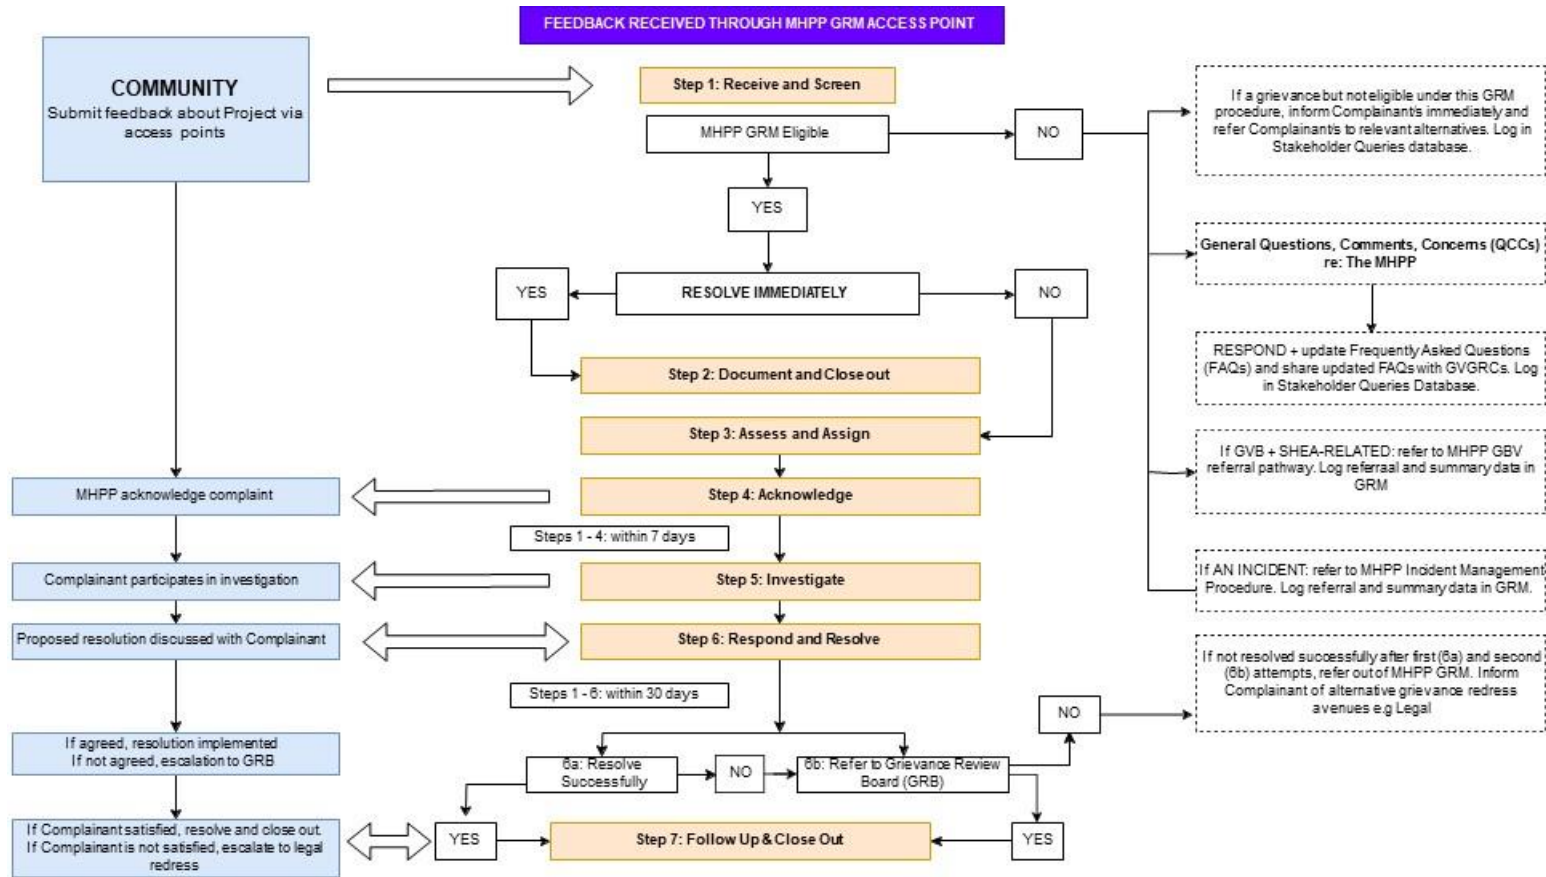 FEEDBACK RECEIVED THROUGH MHPP GRM ACCESS POINT
COMMUNITY
Submit feedback about Project via
access points
Step 1: Receive and Screen
MHPP GRM Eligible
NO
If a grievance but not eligible under this GRM
procedure, inform Complainant/s immediately and
refer Complainant/s to relevant alternatives. Log in
Stakeholder Queries database.
YES
General Questions, Comments, Concerns (QCCs)
re: The MHPP
YES
RESOLVE IMMEDIATELY
NO
RESPOND + update Frequently Asked Questions
(FAQs) and share updated FAQs with GVGRCs. Log
in Stakeholder Queries Database.
Step 2: Document and Close out
Step 3: Assess and Assign
If GVB + SHEA-RELATED: refer to MHPP GBV
referral pathway. Log referraal and summary data in
GRM
MHPP acknowledge complaint
Step 4: Acknowledge
Steps 1 - 4: within 7 days
Complainant participates in investigation
Step 5: Investigate
If AN INCIDENT: refer to MHPP Incident Management
Procedure. Log referral and summary data in GRM.
Proposed resolution discussed with Complainant
Step 6: Respond and Resolve
If not resolved successfully after first (6a) and second
(6b) attempts, refer out of MHPP GRM. Inform
Complainant of alternative grievance redress
avenues e.g Legal
Steps 1 - 6: within 30 days
NO
If agreed, resolution implemented
If not agreed, escalation to GRB
6a: Resolve
Successfully
NO
6b: Refer to Grievance Review
Board (GRB)
If Complainant satisfied, resolve and close out.
If Complainant is not satisfied, escalate to legal
redress
YES
Step 7: Follow Up & Close Out
YES